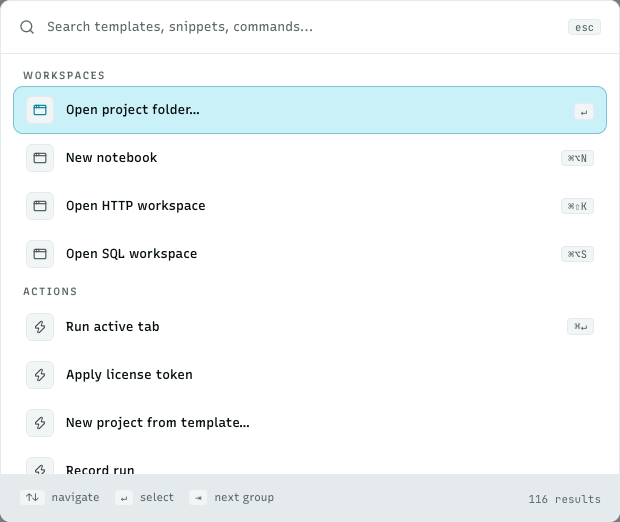 Search templates, snippets, commands... esc
WORKSPACES
Open project folder... ↵
New notebook ⌘⌥N
Open HTTP workspace ⌘⇧K
Open SQL workspace ⌘⌥S
ACTIONS
Run active tab ⌘↵
Apply license token
New project from template...
Record run
↑↓ navigate ↵ select ⇥ next group 116 results